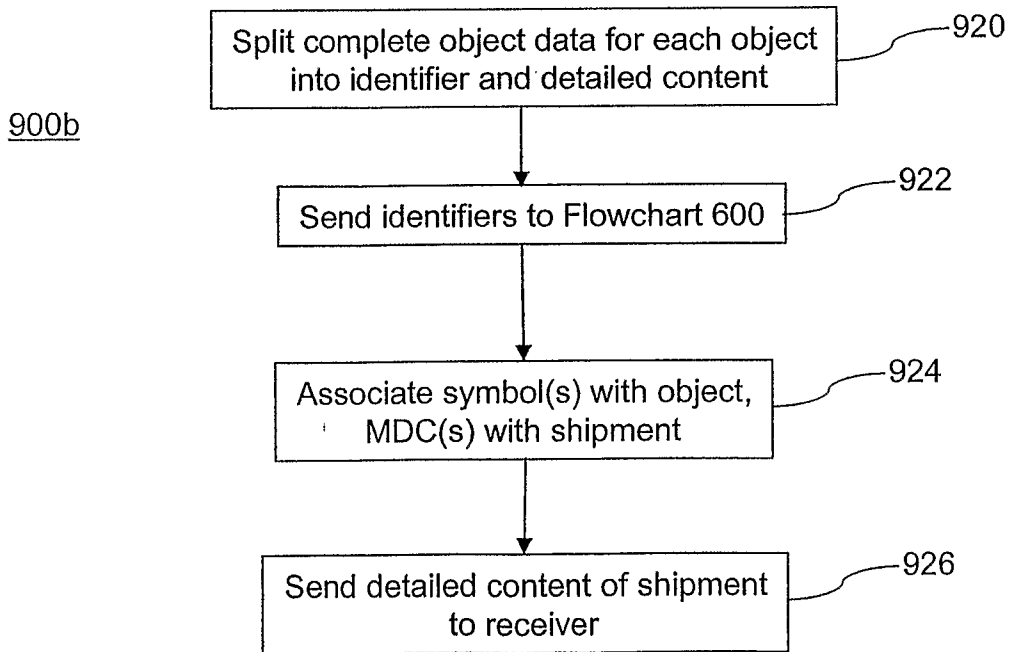 Split complete object data for each object
into identifier and detailed content
920
900b
922
Send identifiers to Flowchart 600
924
Associate symbol(s) with object,
MDC(s) with shipment
926
Send detailed content of shipment
to receiver